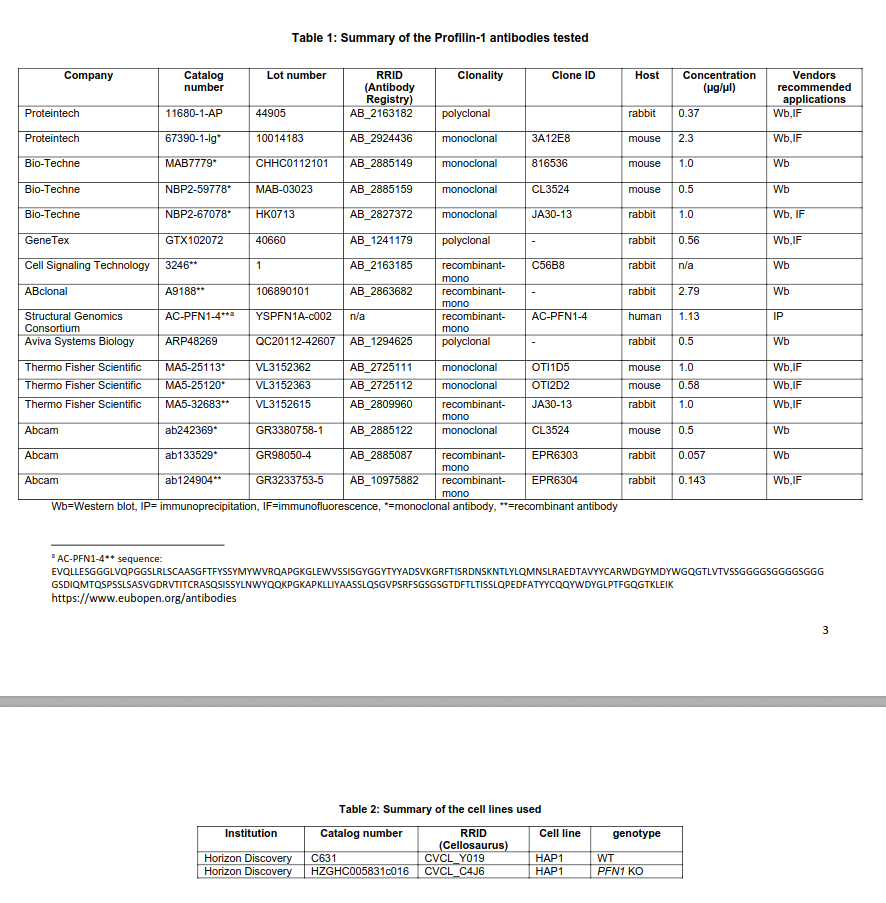 Table 1: Summary of the Profilin-1 antibodies tested
Company Catalog number Lot number RRID (Antibody Registry) Clonality Clone ID Host Concentration (µg/µl) Vendors recommended applications
Proteintech 11680-1-AP 44905 AB_2163182 polyclonal rabbit 0.37 Wb,IF
Proteintech 67390-1-Ig* 10014183 AB_2924436 monoclonal 3A12E8 mouse 2.3 Wb,IF
Bio-Techne MAB7779* CHHC0112101 AB_2885149 monoclonal 816536 mouse 1.0 Wb
Bio-Techne NBP2-59778* MAB-03023 AB_2885159 monoclonal CL3524 mouse 0.5 Wb
Bio-Techne NBP2-67078* HK0713 AB_2827372 monoclonal JA30-13 rabbit 1.0 Wb, IF
GeneTex GTX102072 40660 AB_1241179 polyclonal - rabbit 0.56 Wb,IF
Cell Signaling Technology 3246** 1 AB_2163185 recombinant-mono C56B8 rabbit n/a Wb
ABclonal A9188** 106890101 AB_2863682 recombinant-mono - rabbit 2.79 Wb
Structural Genomics Consortium AC-PFN1-4**a YSPFN1A-c002 n/a recombinant-mono AC-PFN1-4 human 1.13 IP
Aviva Systems Biology ARP48269 QC20112-42607 AB_1294625 polyclonal - rabbit 0.5 Wb
Thermo Fisher Scientific MA5-25113* VL3152362 AB_2725111 monoclonal OTI1D5 mouse 1.0 Wb,IF
Thermo Fisher Scientific MA5-25120* VL3152363 AB_2725112 monoclonal OTI2D2 mouse 0.58 Wb,IF
Thermo Fisher Scientific MA5-32683** VL3152615 AB_2809960 recombinant-mono JA30-13 rabbit 1.0 Wb,IF
Abcam ab242369* GR3380758-1 AB_2885122 monoclonal CL3524 mouse 0.5 Wb
Abcam ab133529* GR98050-4 AB_2885087 recombinant-mono EPR6303 rabbit 0.057 Wb
Abcam ab124904** GR3233753-5 AB_10975882 recombinant-mono EPR6304 rabbit 0.143 Wb,IF
Wb=Western blot, IP= immunoprecipitation, IF=immunofluorescence, *=monoclonal antibody, **=recombinant antibody
a AC-PFN1-4** sequence:
EVQLLESGGGLVQPGGSLRLSCAASGFTFYSSYMYWVRQAPGKGLEWVSSISGYGGYTYYADSVKGRFTISRDNSKNTLYLQMNSLRAEDTAVYYCARWDGYMDYWGQGTLVTVSSGGGGSGGGGSGGG
GSDIQMTQSPSSLSASVGDRVTITCRASQSISSYLNWYQQKPGKAPKLLIYAASSLQSGVPSRFSGSGSGTDFTLTISSLQPEDFATYYCQQYWDYGLPTFGQGTKLEIK
https://www.eubopen.org/antibodies
3
Table 2: Summary of the cell lines used
Institution Catalog number RRID (Cellosaurus) Cell line genotype
Horizon Discovery C631 CVCL_Y019 HAP1 WT
Horizon Discovery HZGHC005831c016 CVCL_C4J6 HAP1 PFN1 KO